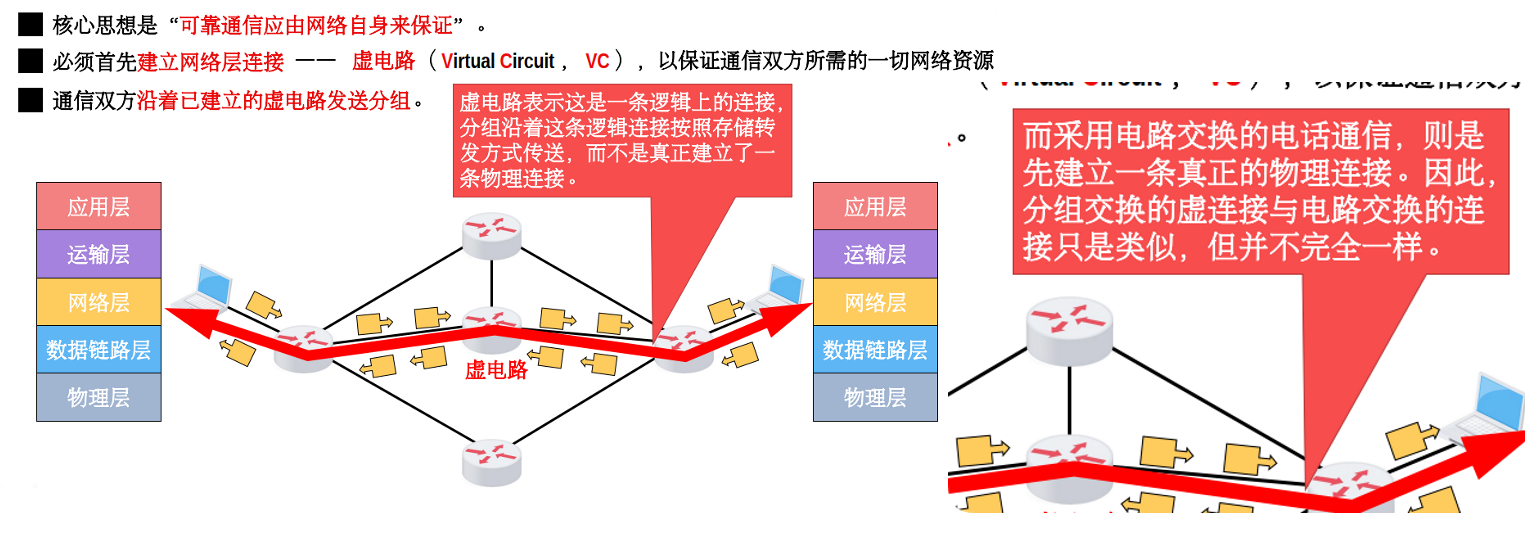 核心思想是“可靠通信应由网络自身来保证”。
必须首先建立网络层连接 —— 虚电路（Virtual Circuit，VC），以保证通信双方所需的一切网络资源
通信双方沿着已建立的虚电路发送分组。
虚电路表示这是一条逻辑上的连接，
分组沿着这条逻辑连接按照存储转
发方式传送，而不是真正建立了一
条物理连接。
应用层
运输层
网络层
数据链路层
物理层
虚电路
应用层
运输层
网络层
数据链路层
物理层
（Virtual Circuit，VC），以保证通信双方
。
而采用电路交换的电话通信，则是
先建立一条真正的物理连接。因此，
分组交换的虚连接与电路交换的连
接只是类似，但并不完全一样。